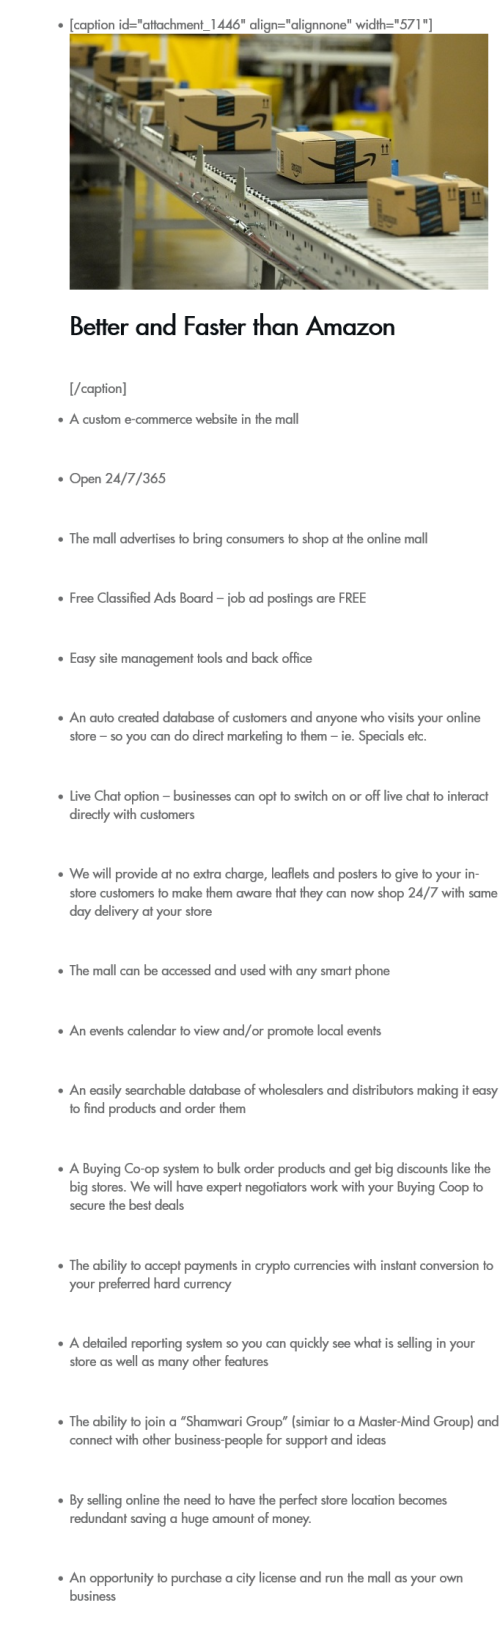 [caption id="attachment_1446" align="alignnone" width="571"]
Better and Faster than Amazon
[/caption]
A custom e-commerce website in the mall
Open 24/7/365
The mall advertises to bring consumers to shop at the online mall
Free Classified Ads Board – job ad postings are FREE
Easy site management tools and back office
An auto created database of customers and anyone who visits your online
store – so you can do direct marketing to them – ie. Specials etc.
Live Chat option – businesses can opt to switch on or off live chat to interact
directly with customers
We will provide at no extra charge, leaflets and posters to give to your in-
store customers to make them aware that they can now shop 24/7 with same
day delivery at your store
The mall can be accessed and used with any smart phone
An events calendar to view and/or promote local events
An easily searchable database of wholesalers and distributors making it easy
to find products and order them
A Buying Co-op system to bulk order products and get big discounts like the
big stores. We will have expert negotiators work with your Buying Coop to
secure the best deals
The ability to accept payments in crypto currencies with instant conversion to
your preferred hard currency
A detailed reporting system so you can quickly see what is selling in your
store as well as many other features
The ability to join a “Shamwari Group” (simiar to a Master-Mind Group) and
connect with other business-people for support and ideas
By selling online the need to have the perfect store location becomes
redundant saving a huge amount of money.
An opportunity to purchase a city license and run the mall as your own
business